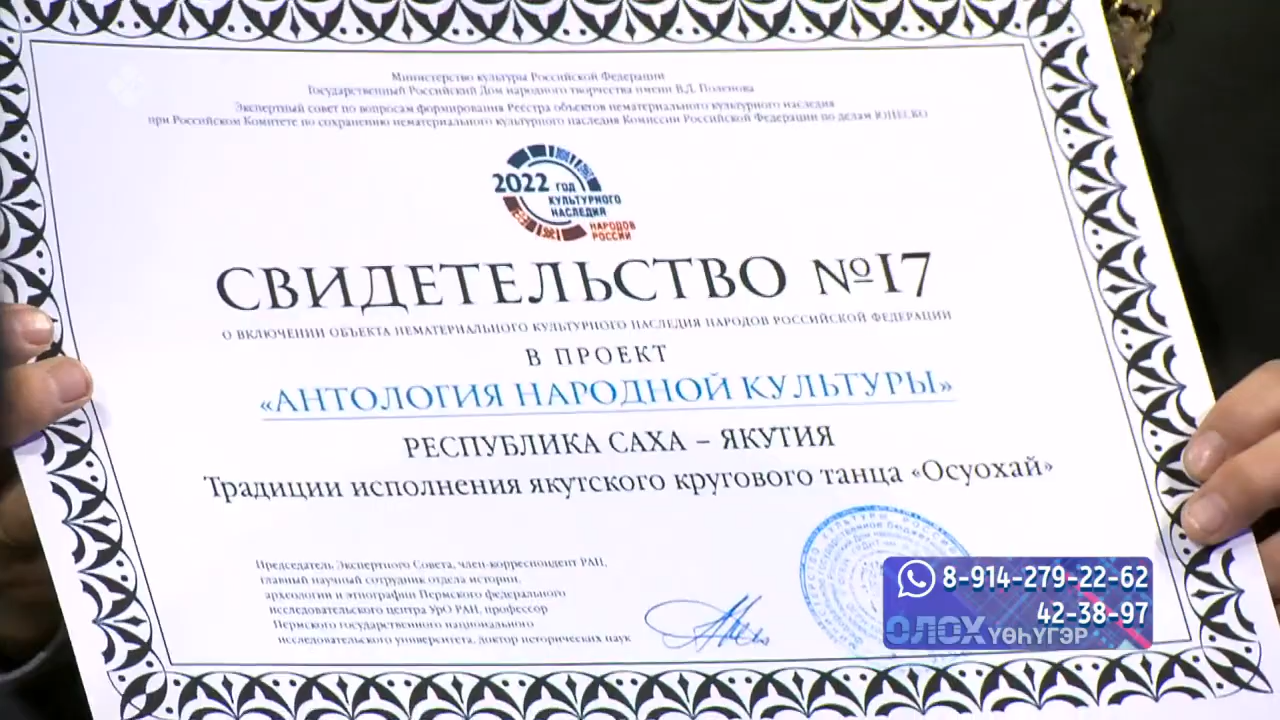 Министерство культуры Российской Федерации
Государственный Российский Дом народного творчества имени В.Д. Поленова
Экспертный совет по вопросам формирования Реестра объектов нематериального культурного наследия
при Российском Комитете по сохранению нематериального культурного наследия Комиссии Российской Федерации по делам ЮНЕСКО
2022 ГОД
КУЛЬТУРНОГО
НАСЛЕДИЯ
НАРОДОВ
РОССИИ
СВИДЕТЕЛЬСТВО №17
О ВКЛЮЧЕНИИ ОБЪЕКТА НЕМАТЕРИАЛЬНОГО КУЛЬТУРНОГО НАСЛЕДИЯ НАРОДОВ РОССИЙСКОЙ ФЕДЕРАЦИИ
В ПРОЕКТ
«АНТОЛОГИЯ НАРОДНОЙ КУЛЬТУРЫ»
РЕСПУБЛИКА САХА – ЯКУТИЯ
Традиции исполнения якутского кругового танца «Осуохай»
Председатель Экспертного Совета, член-корреспондент РАН,
главный научный сотрудник отдела истории,
археологии и этнографии Пермского федерального
исследовательского центра УрО РАН, профессор
Пермского государственного национального
исследовательского университета, доктор исторических наук
8-914-279-22-62
42-38-97
ОЛОХ ҮӨҺҮГЭР